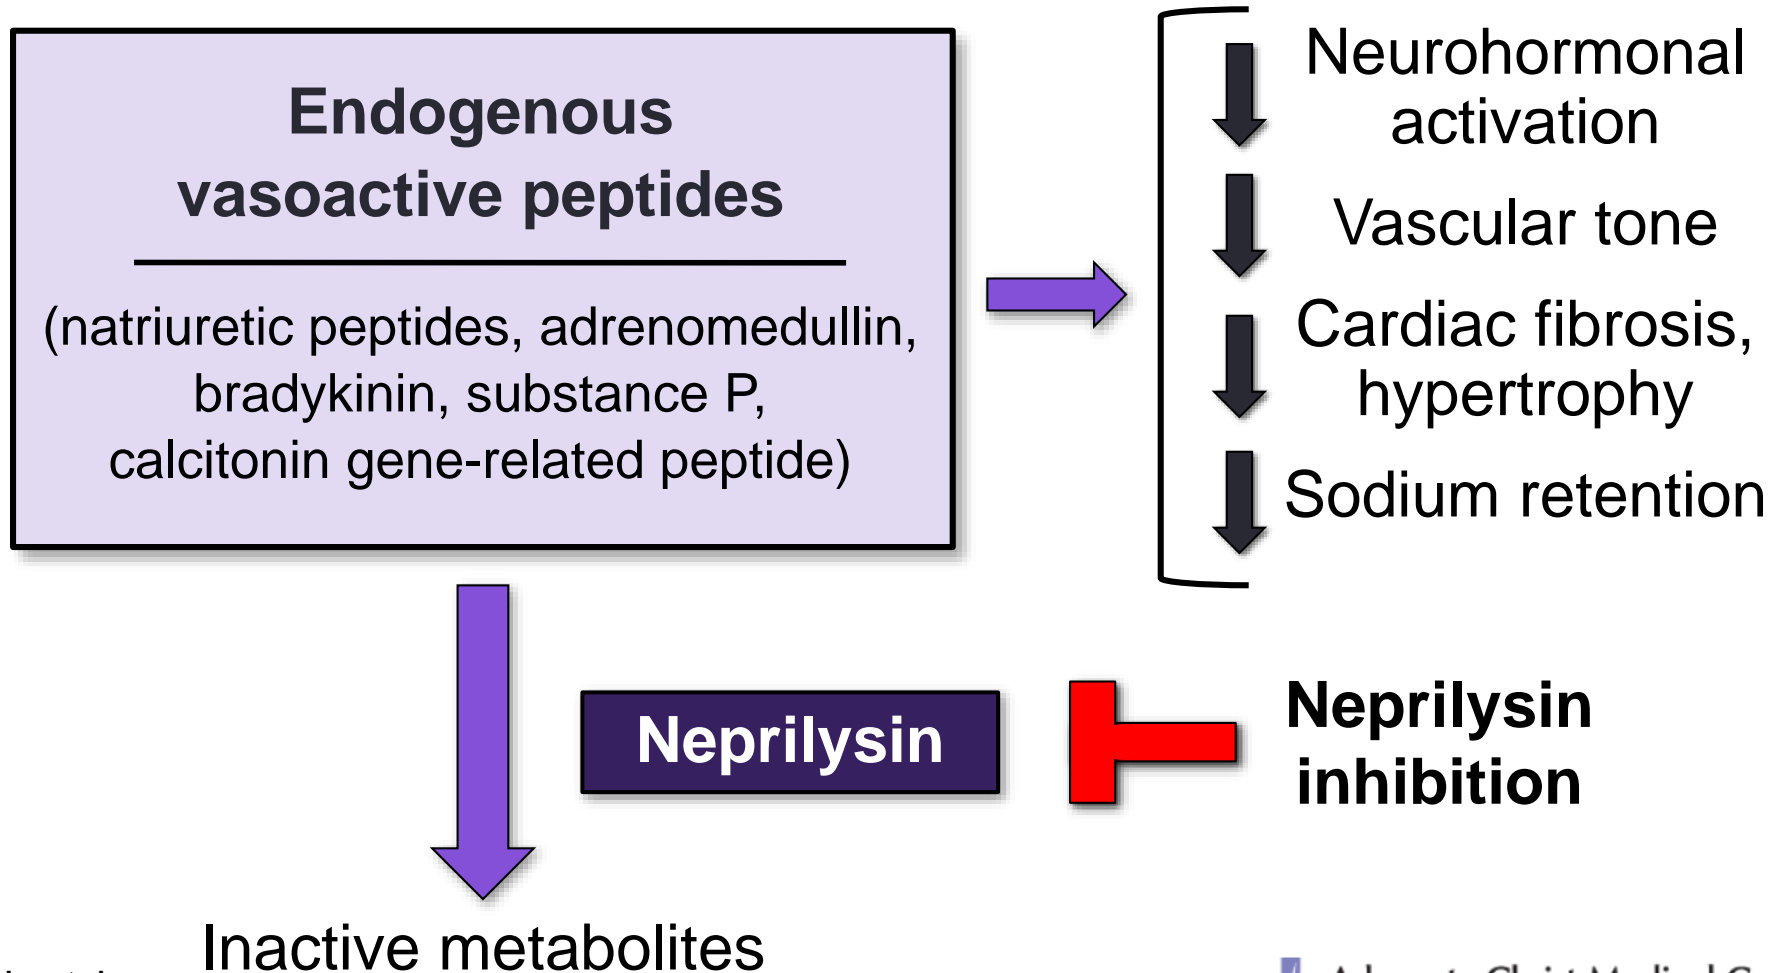 Endogenous
vasoactive peptides
(natriuretic peptides, adrenomedullin,
bradykinin, substance P,
calcitonin gene-related peptide)
Neurohormonal
activation
Vascular tone
Cardiac fibrosis,
hypertrophy
Sodium retention
Neprilysin
Neprilysin
inhibition
Inactive metabolites